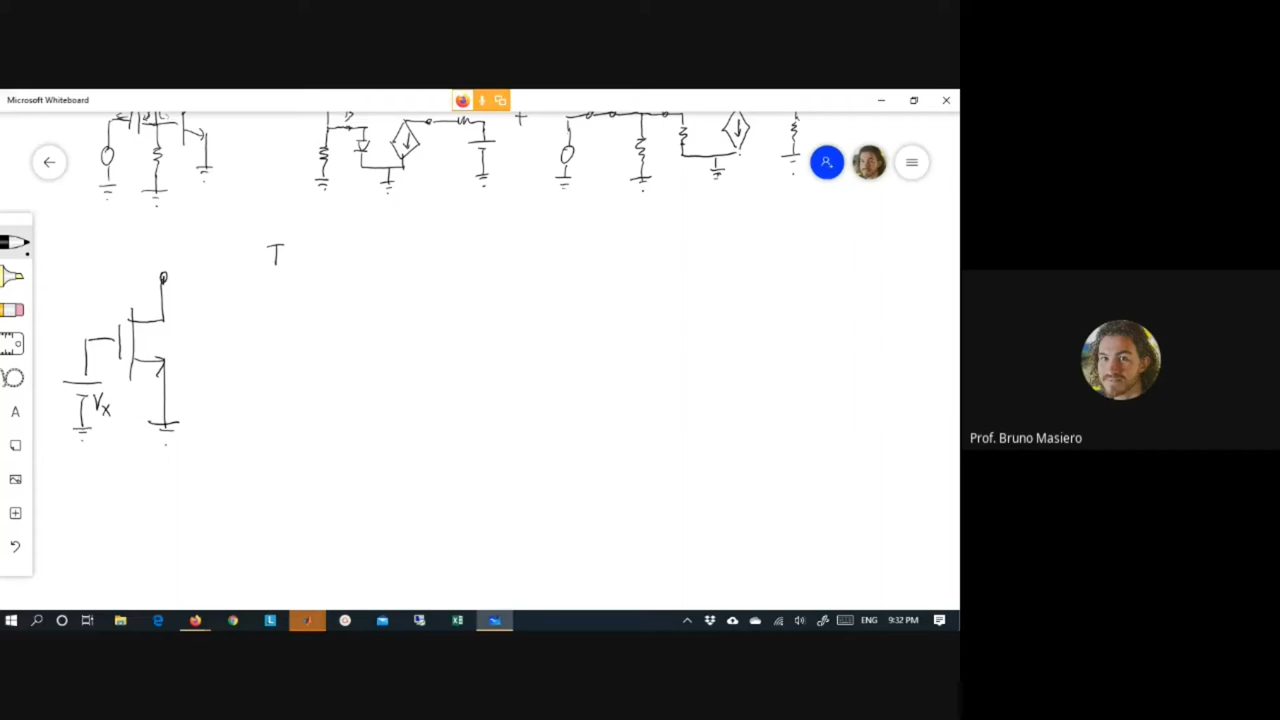 Microsoft Whiteboard
+
T
Vx
A
Prof. Bruno Masiero
ENG
9:32 PM